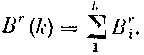 B^r (k) = \sum_{1}^{k} B_i^r.